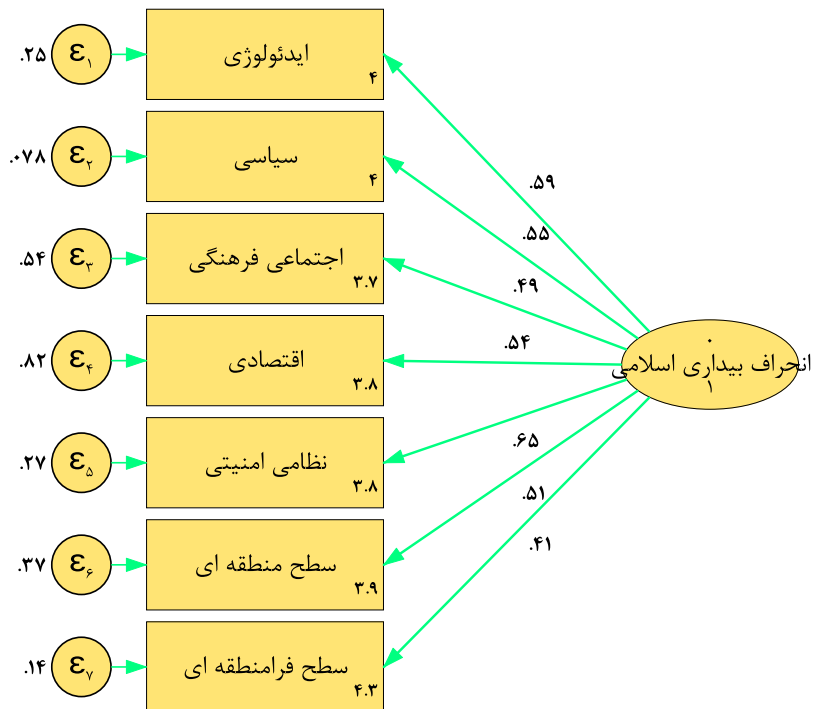 .۲۵
ε۱
ایدئولوژی
۴
.۰۷۸
ε۲
سیاسی
۴
.۵۴
ε۳
اجتماعی فرهنگی
۳.۷
.۸۲
ε۴
اقتصادی
۳.۸
.۲۷
ε۵
نظامی امنیتی
۳.۸
.۳۷
ε۶
سطح منطقه ای
۳.۹
.۱۴
ε۷
سطح فرامنطقه ای
۴.۳
.۵۹
.۵۵
.۴۹
.۵۴
.۶۵
.۵۱
.۴۱
۰
انحراف بیداری اسلامی
۱